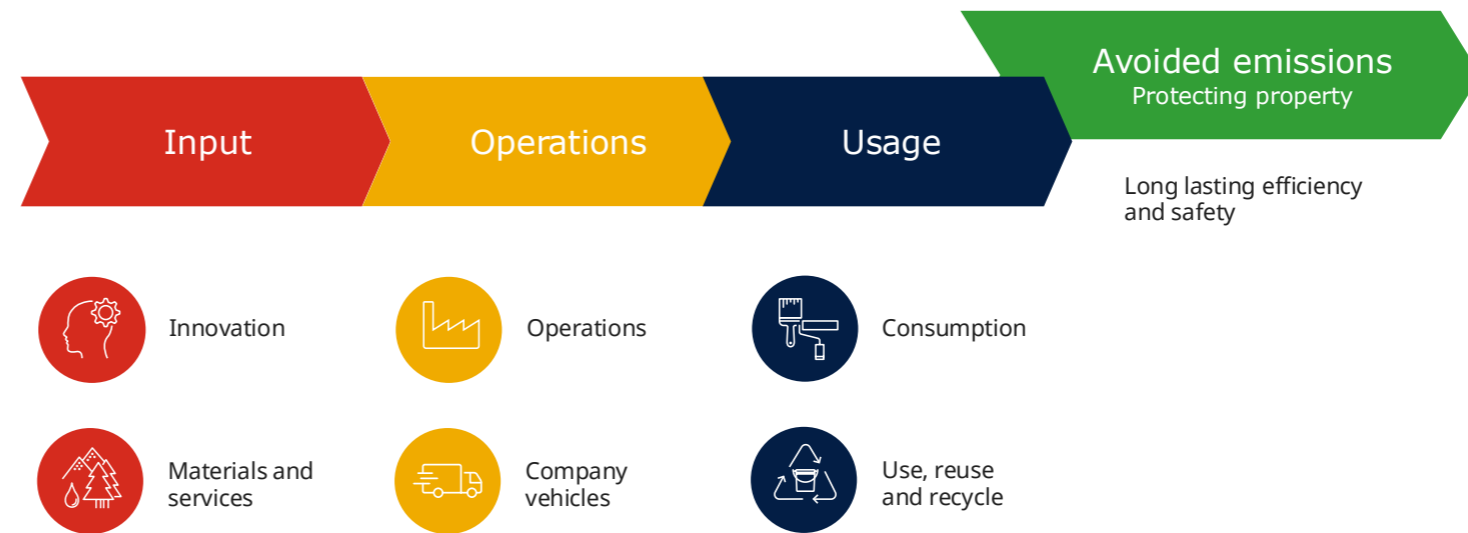 Avoided emissions
Protecting property
Input
Operations
Usage
Long lasting efficiency
and safety
Innovation
Operations
Consumption
Materials and
services
Company
vehicles
Use, reuse
and recycle